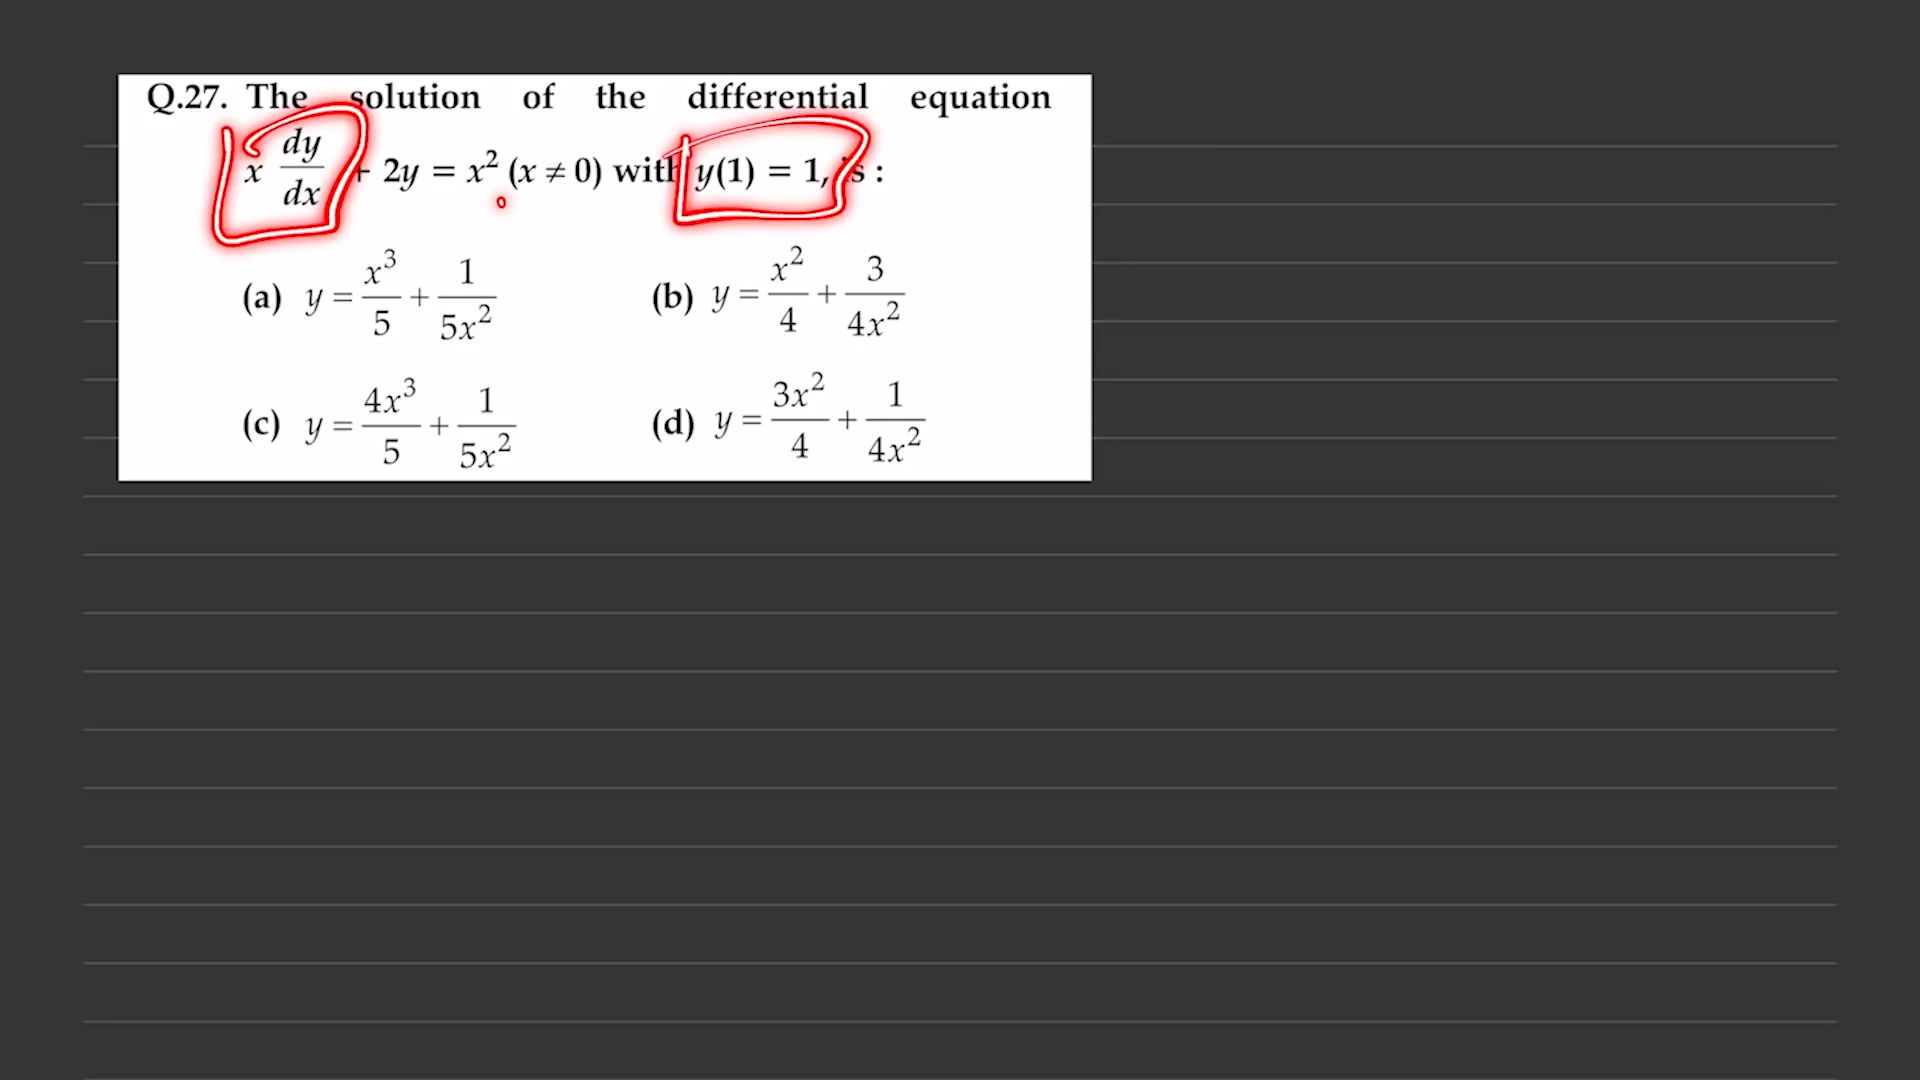 Q.27. The solution of the differential equation
x dy/dx + 2y = x² (x ≠ 0) with y(1) = 1, is :
(a) y = x³/5 + 1/5x² (b) y = x²/4 + 3/4x²
(c) y = 4x³/5 + 1/5x² (d) y = 3x²/4 + 1/4x²